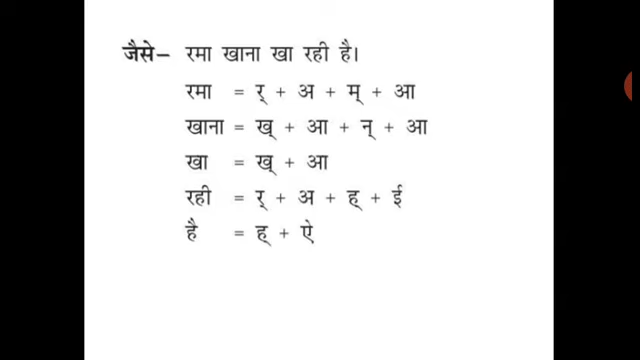 जैसे– रमा खाना खा रही है।
रमा = र् + अ + म् + आ
खाना = ख् + आ + न् + आ
खा = ख् + आ
रही = र् + अ + ह् + ई
है = ह् + ऐ